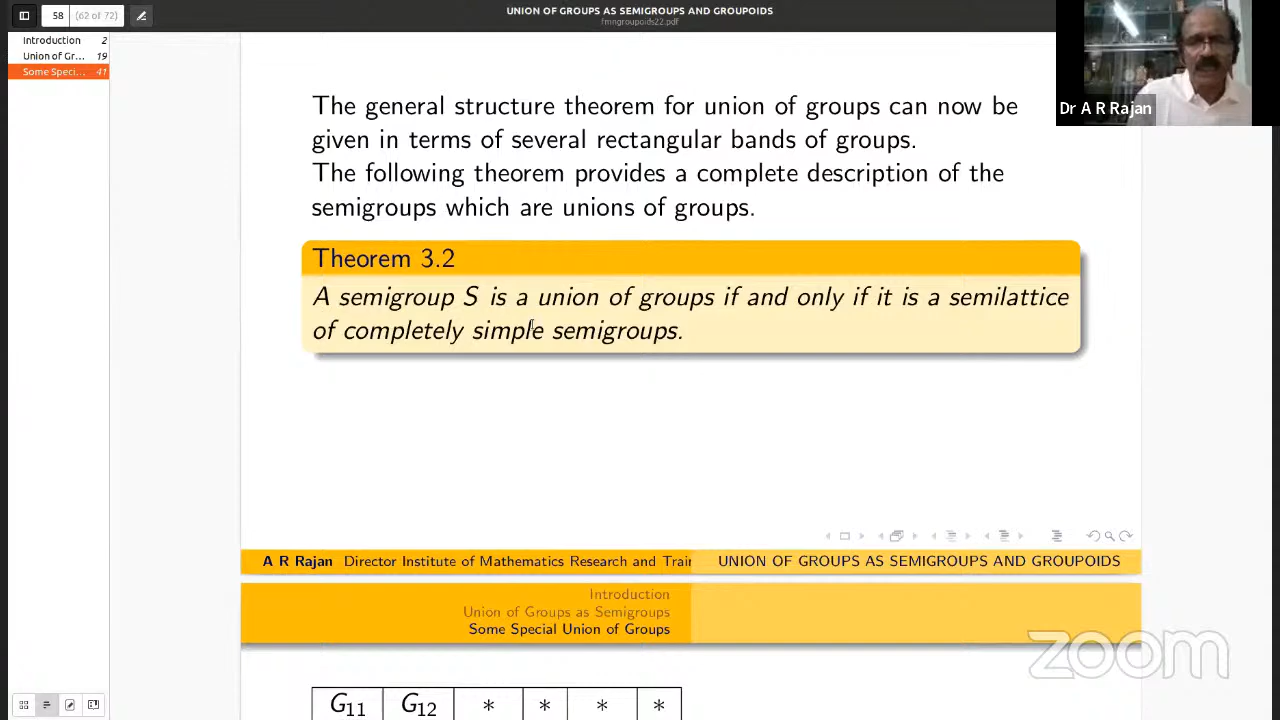 58 (62 of 72)
UNION OF GROUPS AS SEMIGROUPS AND GROUPOIDS
fmngroupoids22.pdf
Introduction 2
Union of Gr... 19
Some Speci... 41
Dr A R Rajan
The general structure theorem for union of groups can now be
given in terms of several rectangular bands of groups.
The following theorem provides a complete description of the
semigroups which are unions of groups.
Theorem 3.2
A semigroup S is a union of groups if and only if it is a semilattice
of completely simple semigroups.
A R Rajan Director Institute of Mathematics Research and Trai UNION OF GROUPS AS SEMIGROUPS AND GROUPOIDS
Introduction
Union of Groups as Semigroups
Some Special Union of Groups
zoom
G₁₁ G₁₂ * * * *